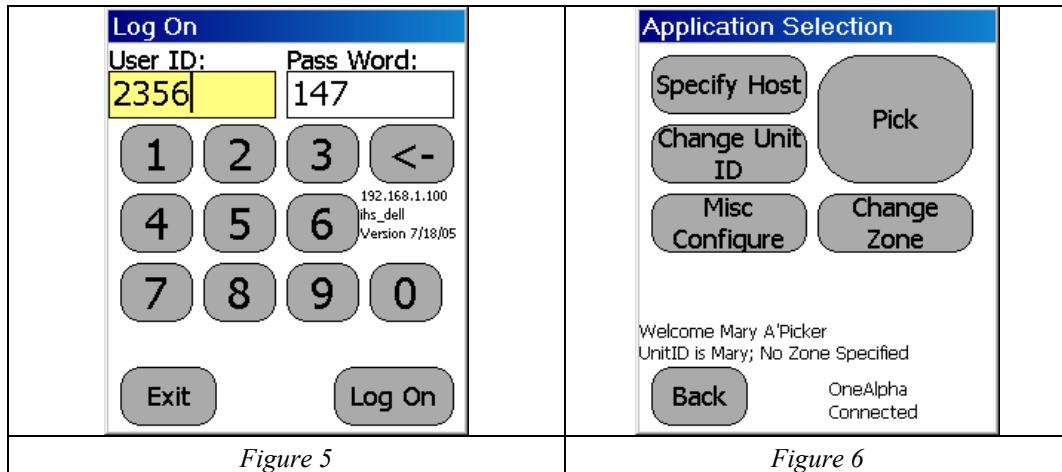 Log On
User ID: Pass Word:
2356 147
1 2 3 <-
192.168.1.100
ihs_dell
Version 7/18/05
4 5 6
7 8 9 0
Exit Log On
Figure 5
Application Selection
Specify Host
Pick
Change Unit
ID
Misc
Configure
Change
Zone
Welcome Mary A'Picker
UnitID is Mary; No Zone Specified
Back
OneAlpha
Connected
Figure 6